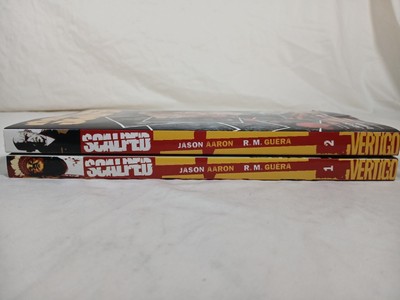 SCALPED JASON AARON R. M. GUERA 2 VERTIGO
SCALPED JASON AARON R. M. GUERA 1 VERTIGO